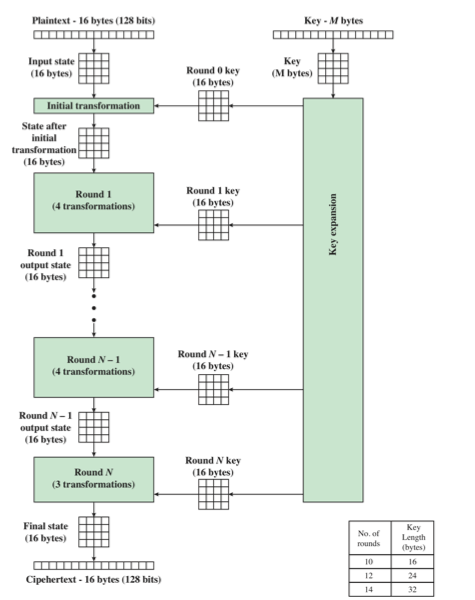 Plaintext - 16 bytes (128 bits)
Key - M bytes
Input state
(16 bytes)
Round 0 key
(16 bytes)
Key
(M bytes)
Initial transformation
State after
initial
transformation
(16 bytes)
Round 1
(4 transformations)
Round 1 key
(16 bytes)
Key expansion
Round 1
output state
(16 bytes)
Round N – 1
(4 transformations)
Round N – 1 key
(16 bytes)
Round N – 1
output state
(16 bytes)
Round N
(3 transformations)
Round N key
(16 bytes)
Final state
(16 bytes)
Cipehertext - 16 bytes (128 bits)
No. of
rounds
Key
Length
(bytes)
10 16
12 24
14 32